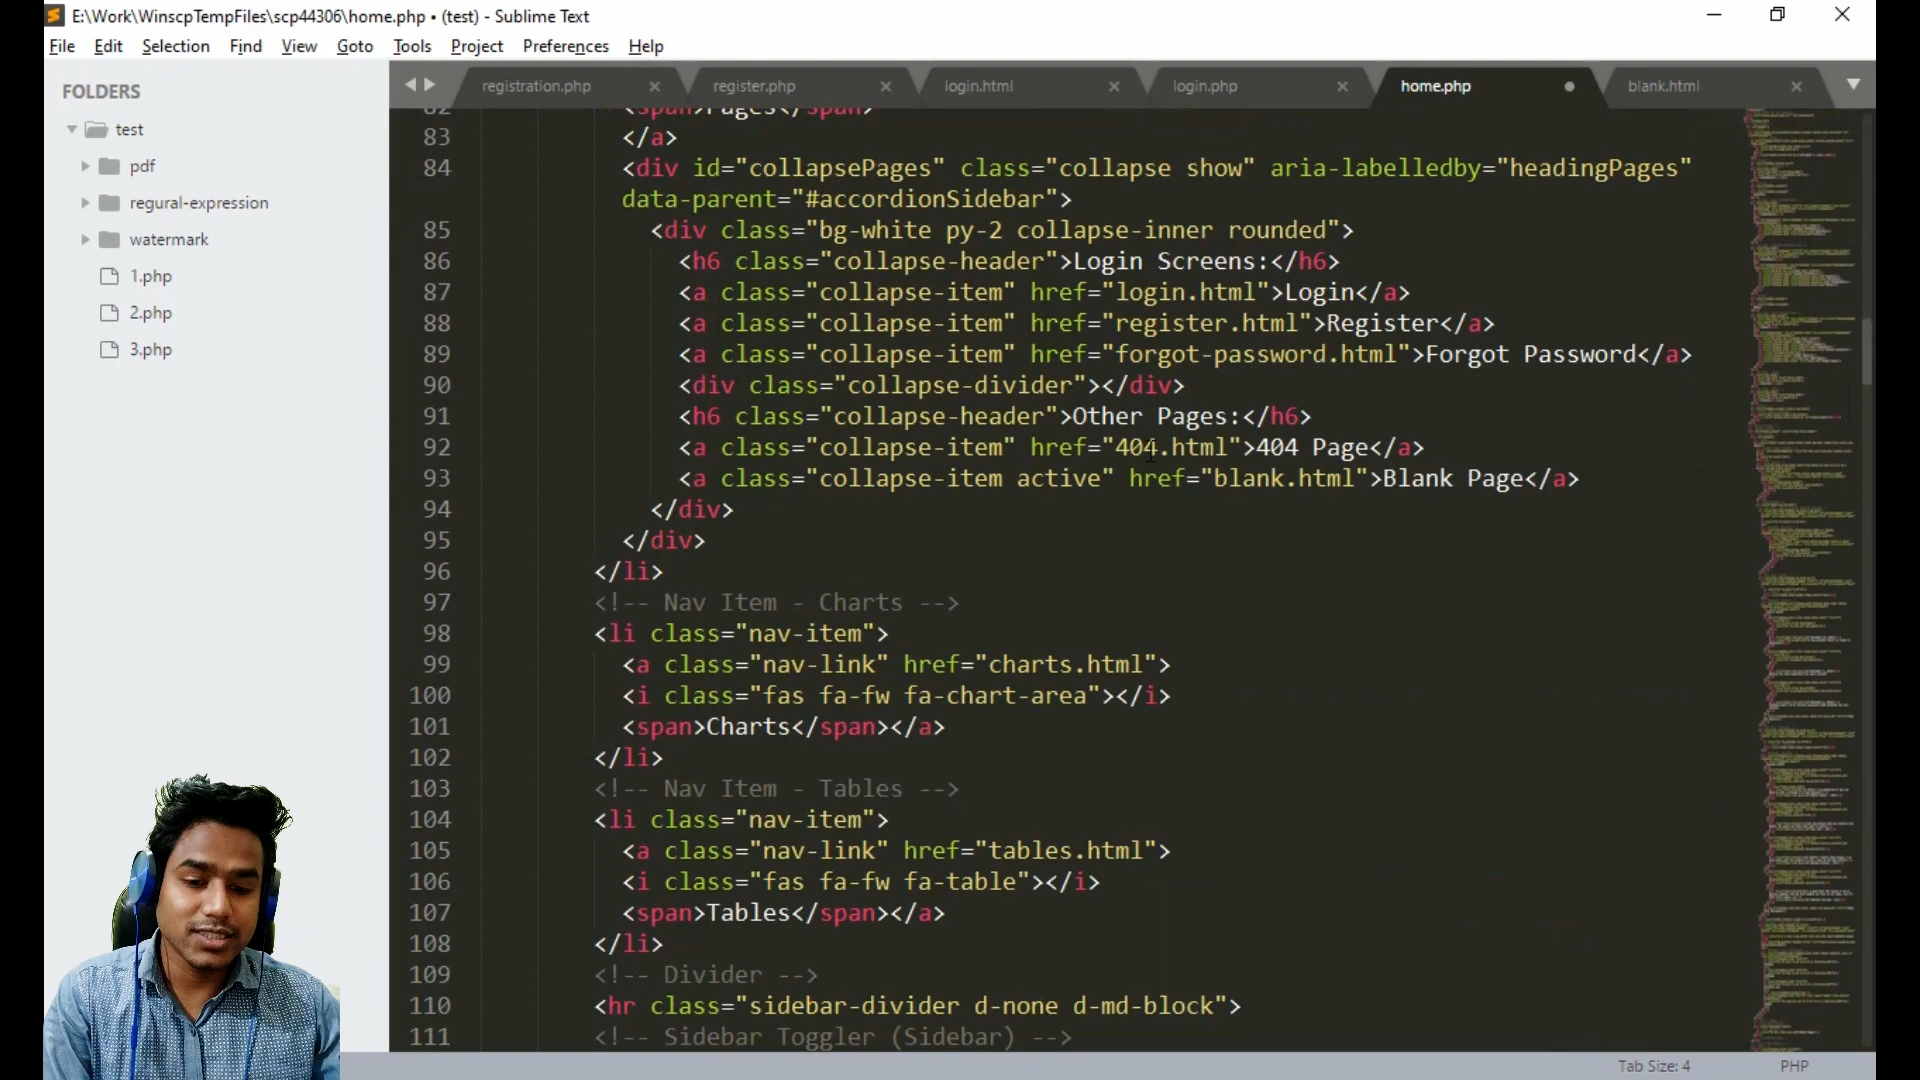 E:\Work\WinscpTempFiles\scp44306\home.php • (test) - Sublime Text
File Edit Selection Find View Goto Tools Project Preferences Help
FOLDERS
test
pdf
regural-expression
watermark
1.php
2.php
3.php
registration.php register.php login.html login.php home.php blank.html
82 <span>Pages</span>
83 </a>
84 <div id="collapsePages" class="collapse show" aria-labelledby="headingPages"
data-parent="#accordionSidebar">
85 <div class="bg-white py-2 collapse-inner rounded">
86 <h6 class="collapse-header">Login Screens:</h6>
87 <a class="collapse-item" href="login.html">Login</a>
88 <a class="collapse-item" href="register.html">Register</a>
89 <a class="collapse-item" href="forgot-password.html">Forgot Password</a>
90 <div class="collapse-divider"></div>
91 <h6 class="collapse-header">Other Pages:</h6>
92 <a class="collapse-item" href="404.html">404 Page</a>
93 <a class="collapse-item active" href="blank.html">Blank Page</a>
94 </div>
95 </div>
96 </li>
97 <!-- Nav Item - Charts -->
98 <li class="nav-item">
99 <a class="nav-link" href="charts.html">
100 <i class="fas fa-fw fa-chart-area"></i>
101 <span>Charts</span></a>
102 </li>
103 <!-- Nav Item - Tables -->
104 <li class="nav-item">
105 <a class="nav-link" href="tables.html">
106 <i class="fas fa-fw fa-table"></i>
107 <span>Tables</span></a>
108 </li>
109 <!-- Divider -->
110 <hr class="sidebar-divider d-none d-md-block">
111 <!-- Sidebar Toggler (Sidebar) -->
Tab Size: 4 PHP